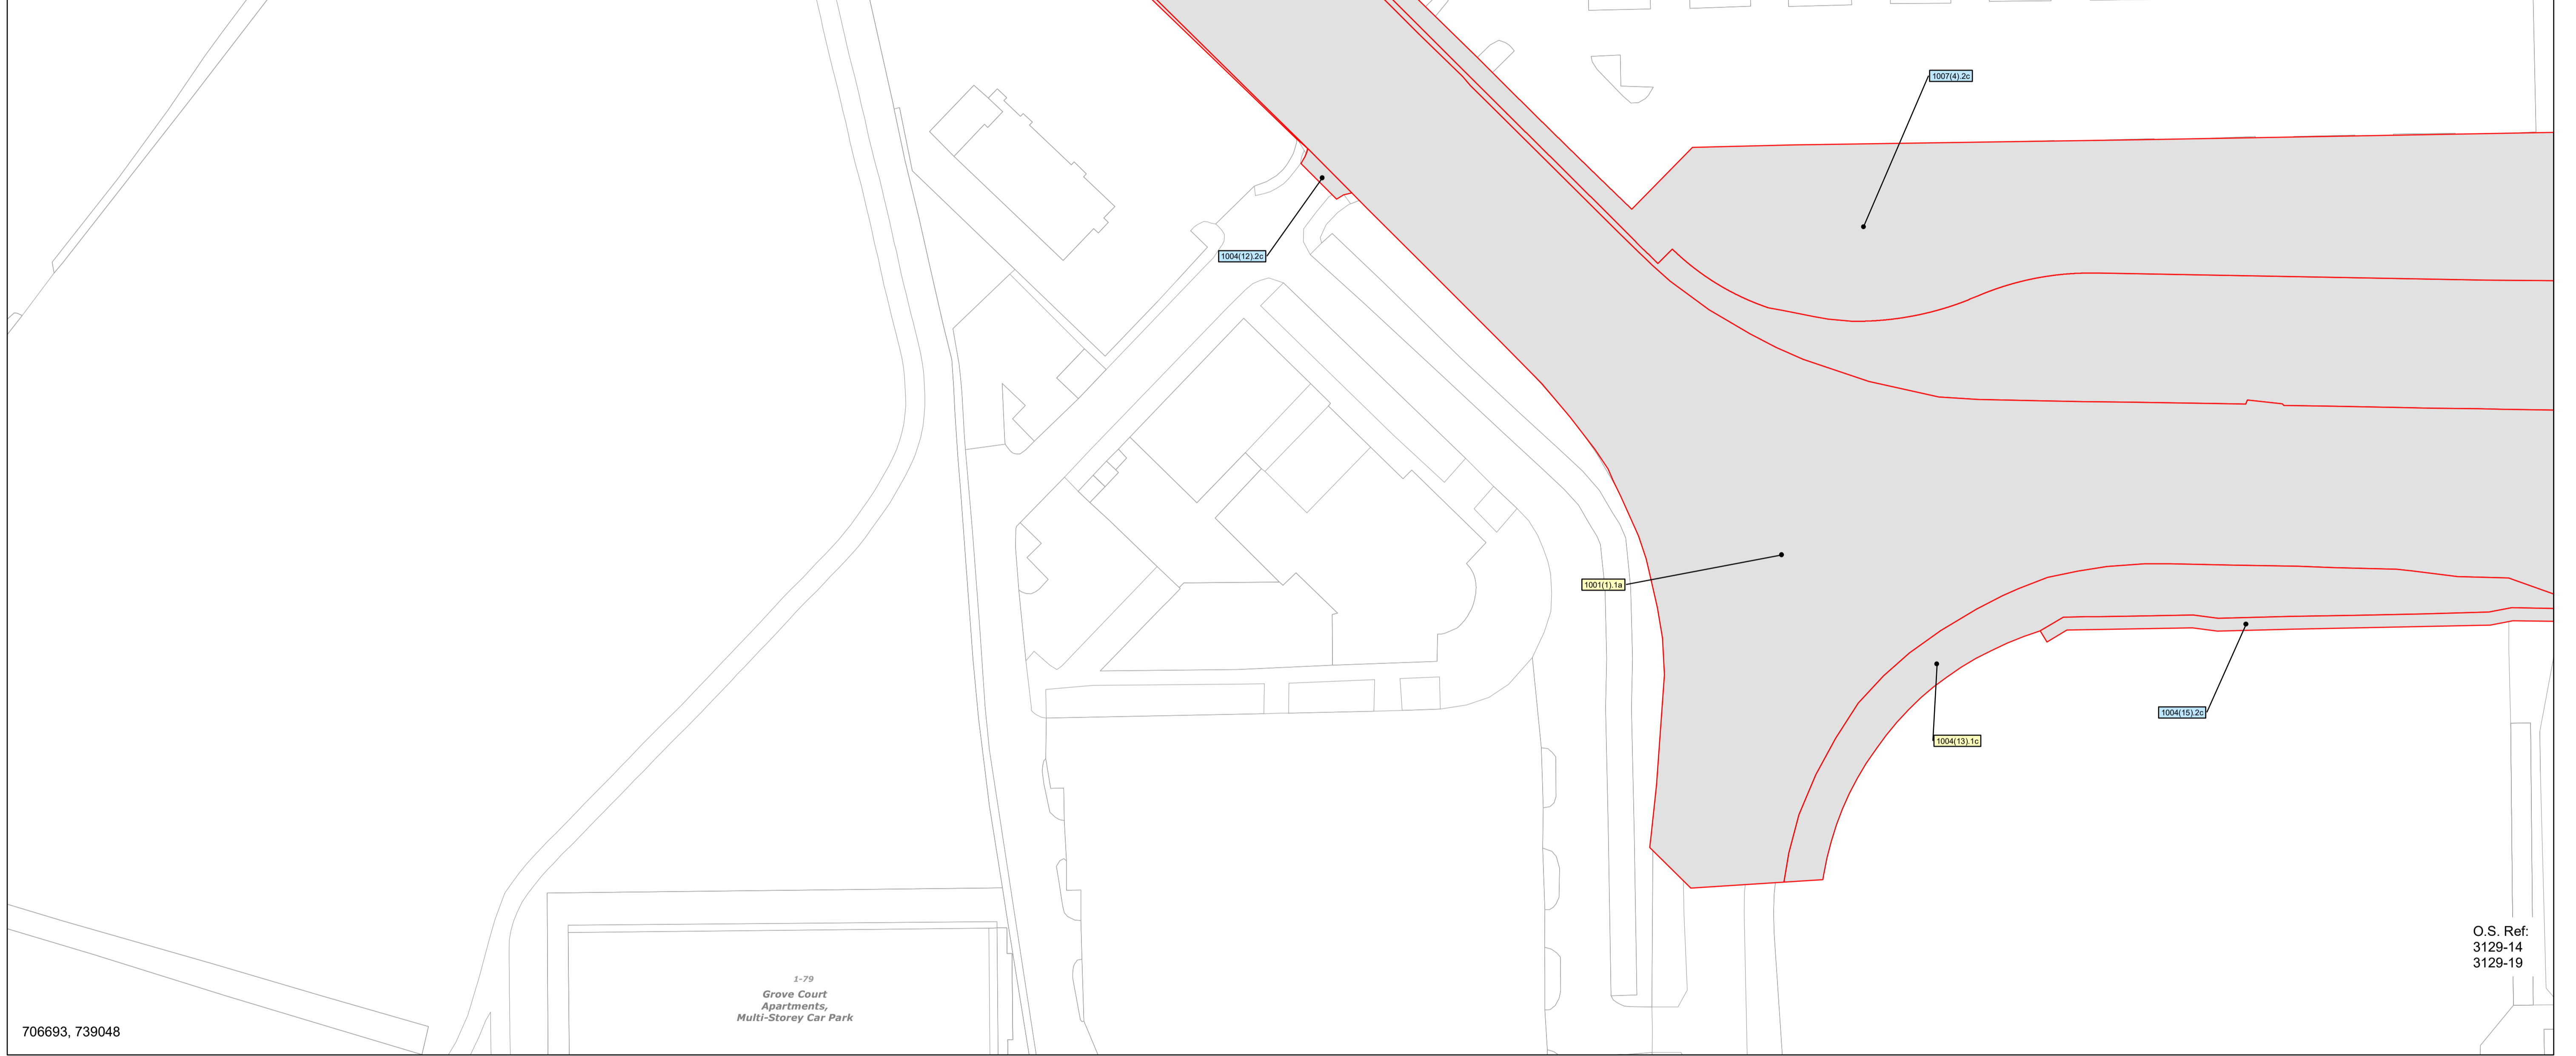 1007(4).2c
1004(12).2c
1001(1).1a
1004(15).2c
1004(13).1c
O.S. Ref:
3129-14
3129-19
1-79
Grove Court
Apartments,
Multi-Storey Car Park
706693, 739048